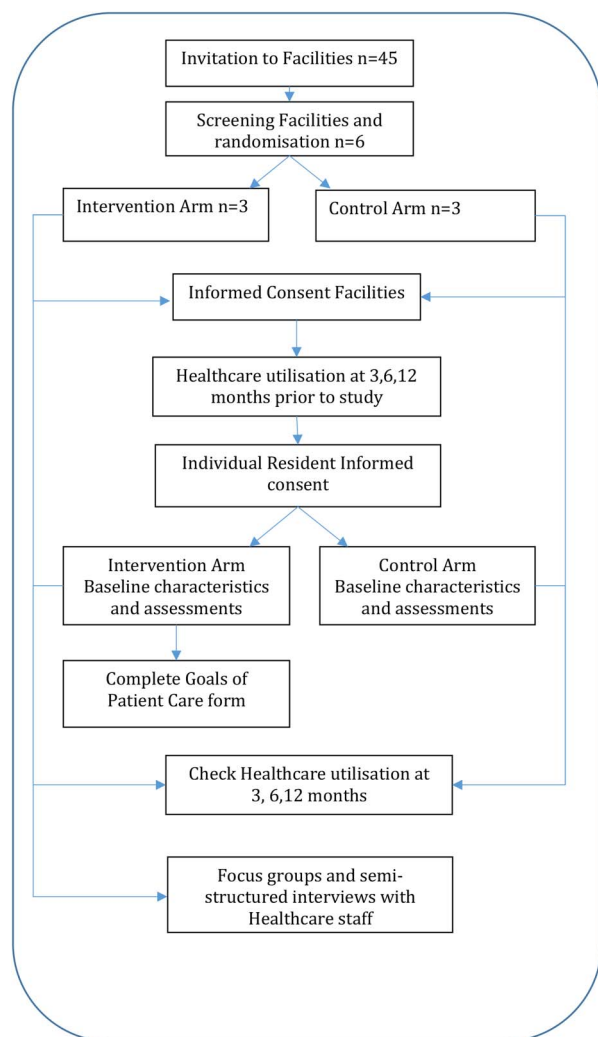 Invitation to Facilities n=45
Screening Facilities and
randomisation n=6
Intervention Arm n=3
Control Arm n=3
Informed Consent Facilities
Healthcare utilisation at 3,6,12
months prior to study
Individual Resident Informed
consent
Intervention Arm
Baseline characteristics
and assessments
Control Arm
Baseline characteristics
and assessments
Complete Goals of
Patient Care form
Check Healthcare utilisation at
3, 6,12 months
Focus groups and semi-
structured interviews with
Healthcare staff